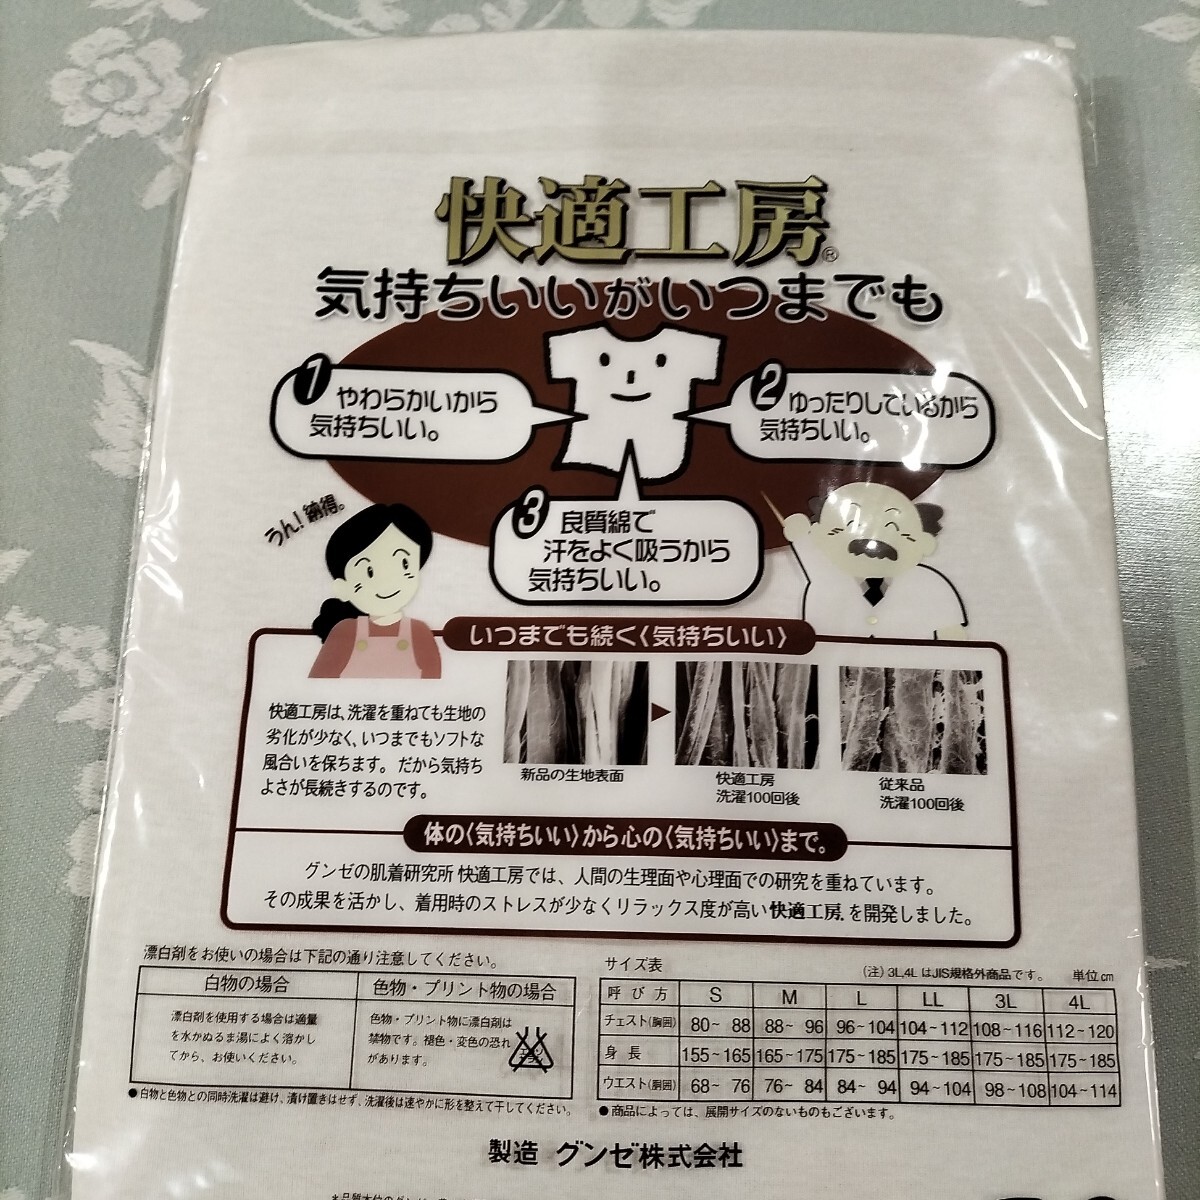 快適工房®
気持ちいいがいつまでも
1 やわらかいから
気持ちいい。
2 ゆったりしているから
気持ちいい。
3 良質綿で
汗をよく吸うから
気持ちいい。
うん!納得。
いつまでも続く〈気持ちいい〉
快適工房は、洗濯を重ねても生地の
劣化が少なく、いつまでもソフトな
風合いを保ちます。だから気持ち
よさが長続きするのです。
新品の生地表面
快適工房
洗濯100回後
従来品
洗濯100回後
体の〈気持ちいい〉から心の〈気持ちいい〉まで。
グンゼの肌着研究所 快適工房では、人間の生理面や心理面での研究を重ねています。
その成果を活かし、着用時のストレスが少なくリラックス度が高い快適工房を開発しました。
漂白剤をお使いの場合は下記の通り注意してください。
白物の場合 色物・プリント物の場合
漂白剤を使用する場合は適量
を水かぬるま湯によく溶かし
てから、お使いください。
色物・プリント物に漂白剤は
禁物です。褪色・変色の恐れ
があります。
●白物と色物との同時洗濯は避け、漬け置きはせず、洗濯後は速やかに形を整えて干してください。
サイズ表 (注)3L,4LはJIS規格外商品です。 単位cm
呼び方 S M L LL 3L 4L
チェスト(胸囲) 80~88 88~96 96~104 104~112 108~116 112~120
身長 155~165 165~175 175~185 175~185 175~185 175~185
ウエスト(胴囲) 68~76 76~84 84~94 94~104 98~108 104~114
●商品によっては、展開サイズのないものもございます。
製造 グンゼ株式会社